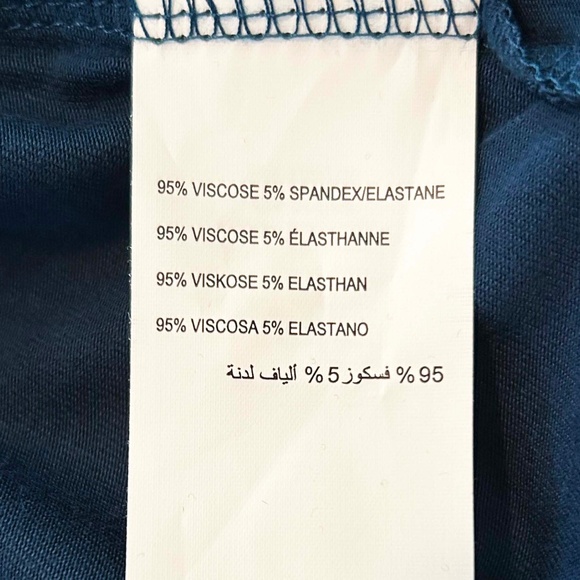 95% VISCOSE 5% SPANDEX/ELASTANE
95% VISCOSE 5% ÉLASTHANNE
95% VISKOSE 5% ELASTHAN
95% VISCOSA 5% ELASTANO
95 % فسكوز 5 % ألياف لدنة